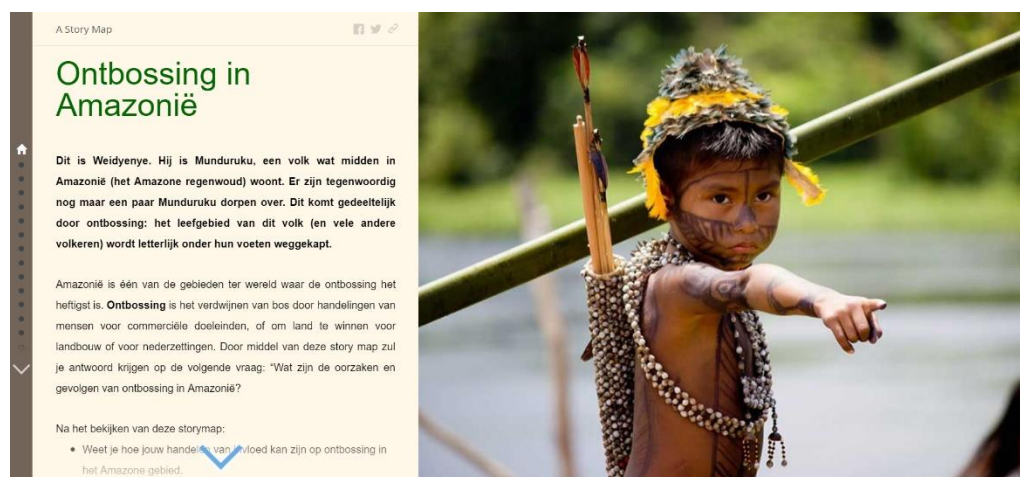 A Story Map
Ontbossing in
Amazonië
Dit is Weidyenye. Hij is Munduruku, een volk wat midden in
Amazonië (het Amazone regenwoud) woont. Er zijn tegenwoordig
nog maar een paar Munduruku dorpen over. Dit komt gedeeltelijk
door ontbossing: het leefgebied van dit volk (en vele andere
volkeren) wordt letterlijk onder hun voeten weggekapt.
Amazonië is één van de gebieden ter wereld waar de ontbossing het
heftigst is. Ontbossing is het verdwijnen van bos door handelingen van
mensen voor commerciële doeleinden, of om land te winnen voor
landbouw of voor nederzettingen. Door middel van deze story map zul
je antwoord krijgen op de volgende vraag: “Wat zijn de oorzaken en
gevolgen van ontbossing in Amazonië?
Na het bekijken van deze storymap:
• Weet je hoe jouw handelen van invloed kan zijn op ontbossing in
het Amazone gebied.